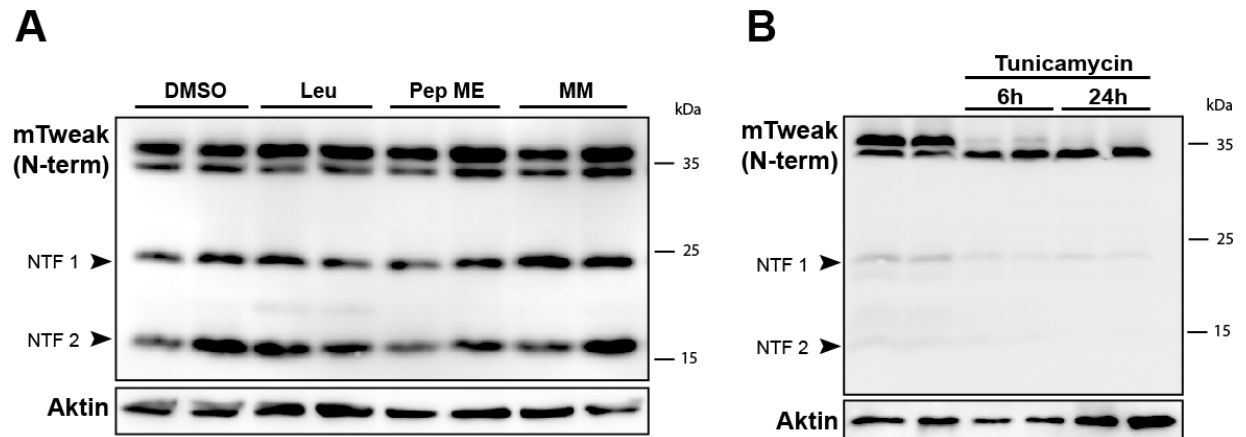 A
DMSO Leu Pep ME MM
kDa
mTweak
(N-term)
35
25
NTF 1
NTF 2
15
Aktin
B
Tunicamycin
6h 24h
kDa
mTweak
(N-term)
35
25
NTF 1
15
NTF 2
Aktin